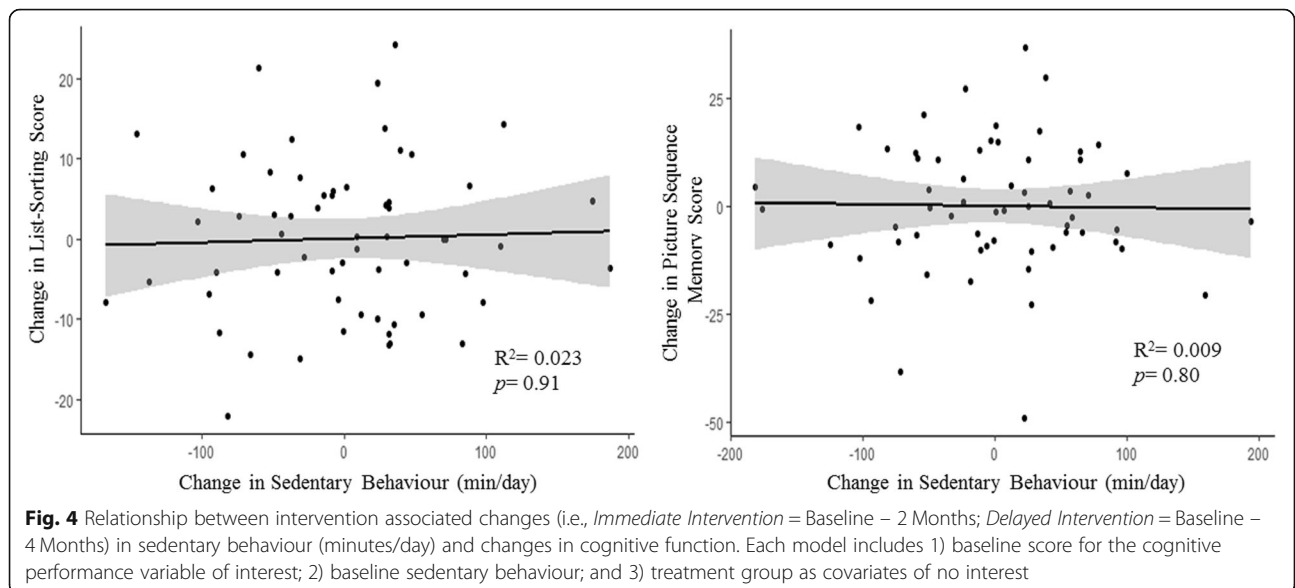 20
10
0
-10
-20
Change in List-Sorting Score
-100
0
100
200
Change in Sedentary Behaviour (min/day)
R²= 0.023
p= 0.91
25
0
-25
-50
Change in Picture Sequence
Memory Score
-200
-100
0
100
200
Change in Sedentary Behaviour (min/day)
R²= 0.009
p= 0.80
Fig. 4 Relationship between intervention associated changes (i.e., Immediate Intervention = Baseline – 2 Months; Delayed Intervention = Baseline –
4 Months) in sedentary behaviour (minutes/day) and changes in cognitive function. Each model includes 1) baseline score for the cognitive
performance variable of interest; 2) baseline sedentary behaviour; and 3) treatment group as covariates of no interest